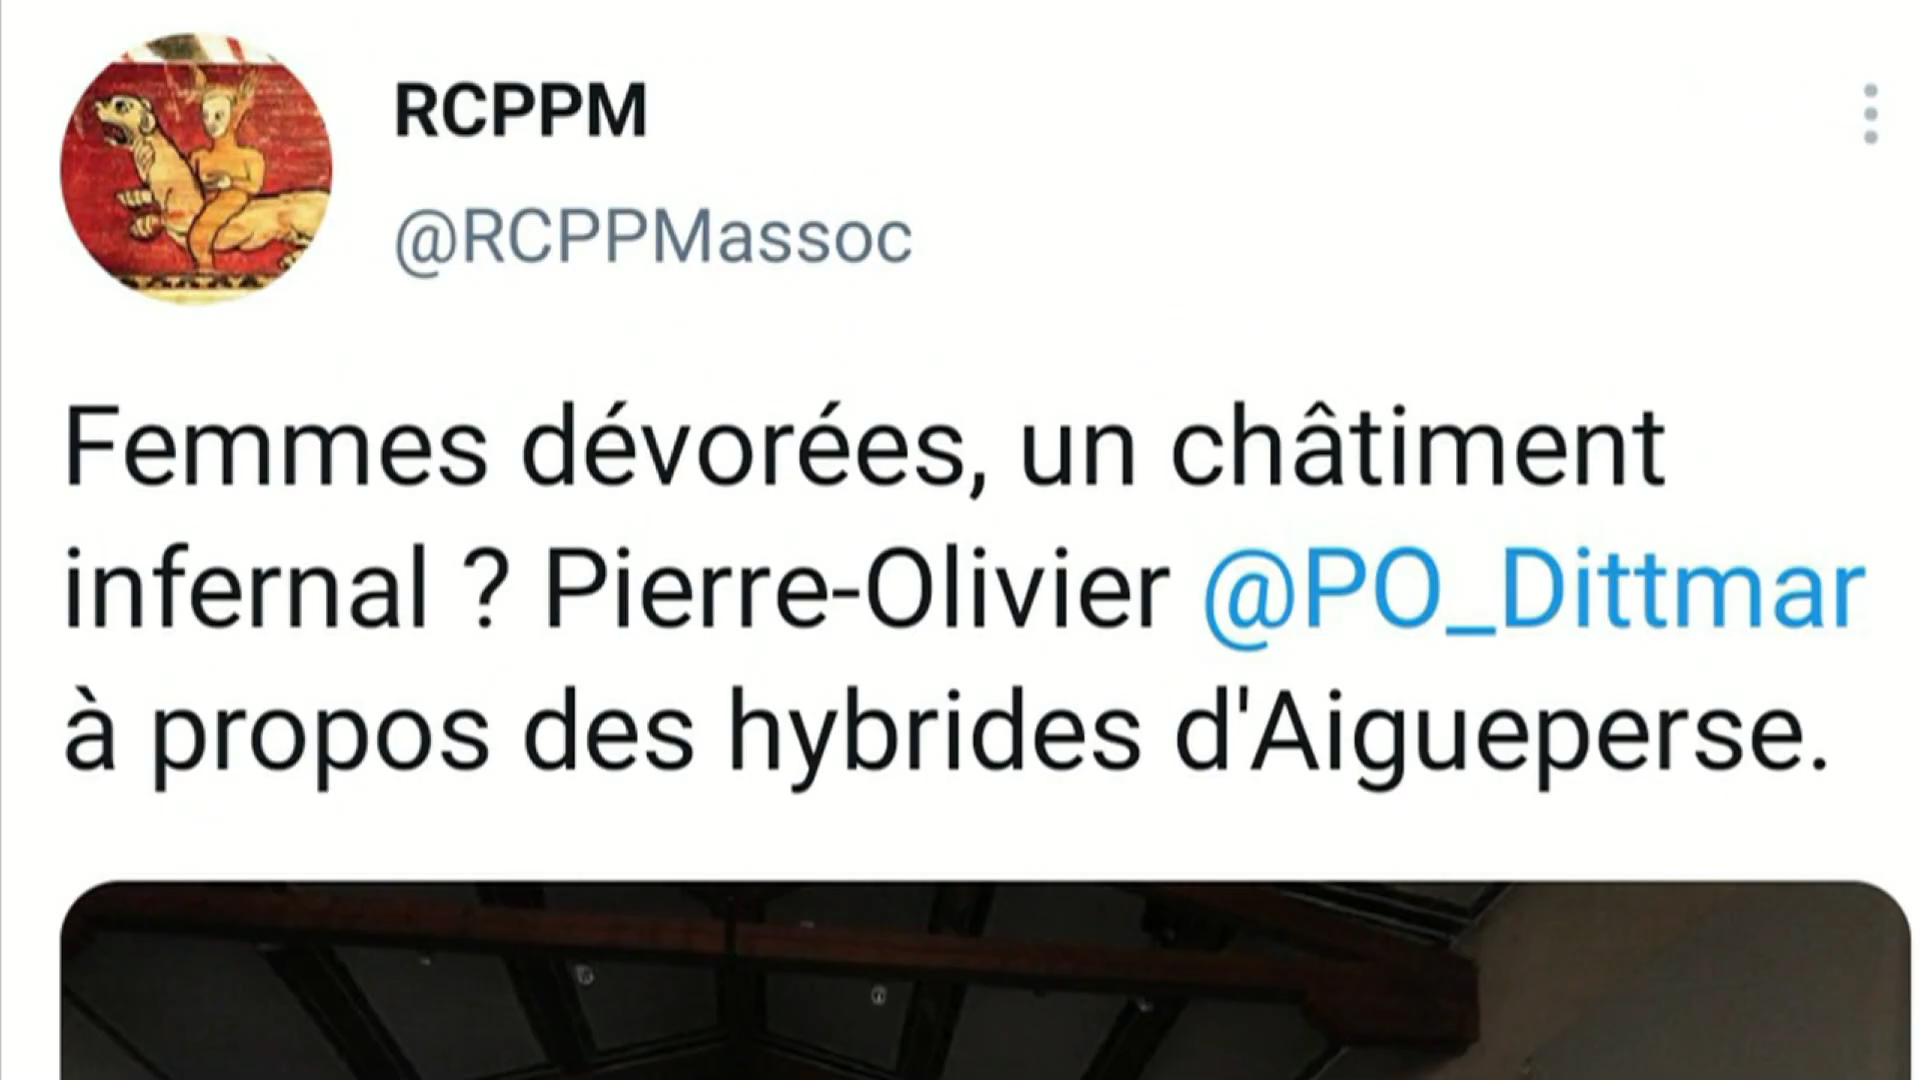 RCPPM
@RCPPMassoc
Femmes dévorées, un châtiment
infernal ? Pierre-Olivier @PO_Dittmar
à propos des hybrides d'Aigueperse.